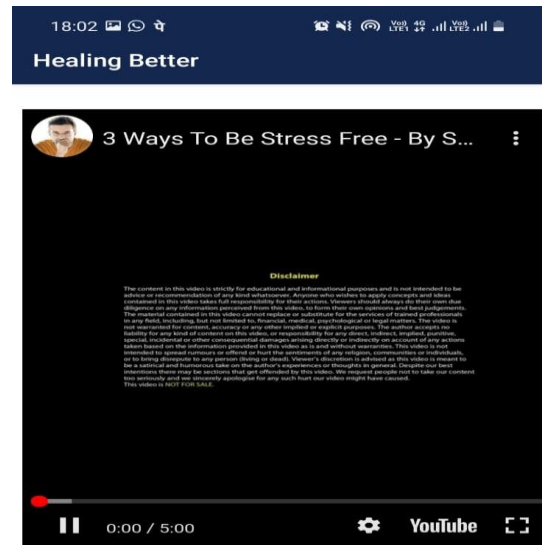 18:02 पे Vo)) LTE1 4G Vo)) LTE2
Healing Better
3 Ways To Be Stress Free - By S...
Disclaimer
The content in this video is strictly for educational and informational purposes and is not intended to be
advice or recommendation of any kind whatsoever. Anyone who wishes to apply concepts and ideas
contained in this video takes full responsibility for their actions. Viewers should always do their own due
diligence on any information perceived from this video, to form their own opinions and best judgements.
The material contained in this video cannot replace or substitute for the services of trained professionals
in any field, including, but not limited to, financial, medical, psychological or legal matters. The video is
not warranted for content, accuracy or any other implied or explicit purposes. The author accepts no
liability for any kind of content on this video, or responsibility for any direct, indirect, implied, punitive,
special, incidental or other consequential damages arising directly or indirectly on account of any actions
taken based on the information provided in this video as is and without warranties. This video is not
intended to spread rumours or offend or hurt the sentiments of any religion, communities or individuals,
or to bring disrepute to any person (living or dead). Viewer's discretion is advised as this video is meant to
be a satirical and humorous take on the author's experiences or thoughts in general. Despite our best
intentions there may be sections that get offended by this video. We request people not to take our content
too seriously and we sincerely apologise for any such hurt our video might have caused.
This video is NOT FOR SALE.
0:00 / 5:00 YouTube